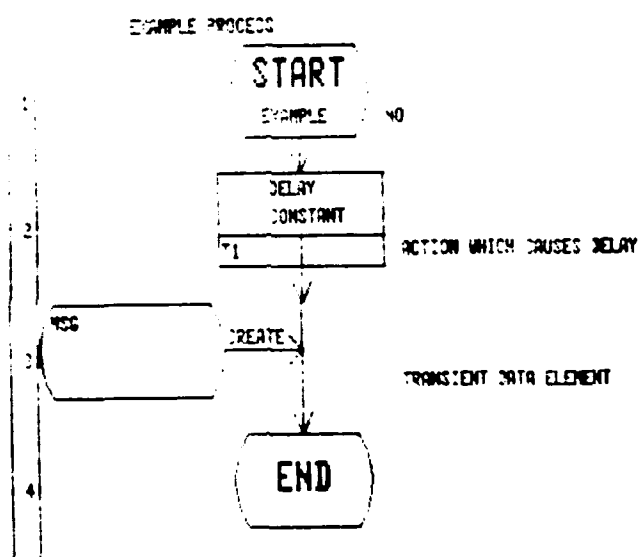 EXAMPLE PROCESS
START
1
EXAMPLE NO
DELAY
CONSTANT
2
T1 ACTION WHICH CAUSES DELAY
MSG
CREATE
3
TRANSIENT DATA ELEMENT
END
4